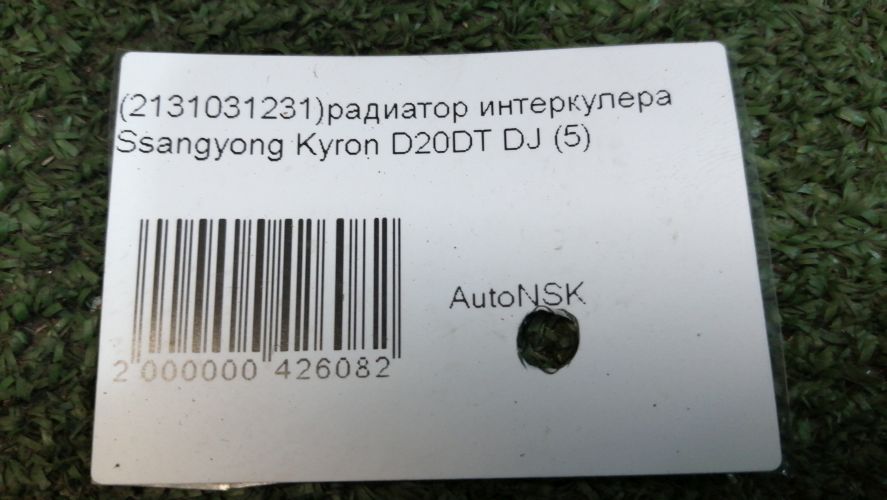 (2131031231)радиатор интеркулера
Ssangyong Kyron D20DT DJ (5)
AutoNSK
2 000000 426082